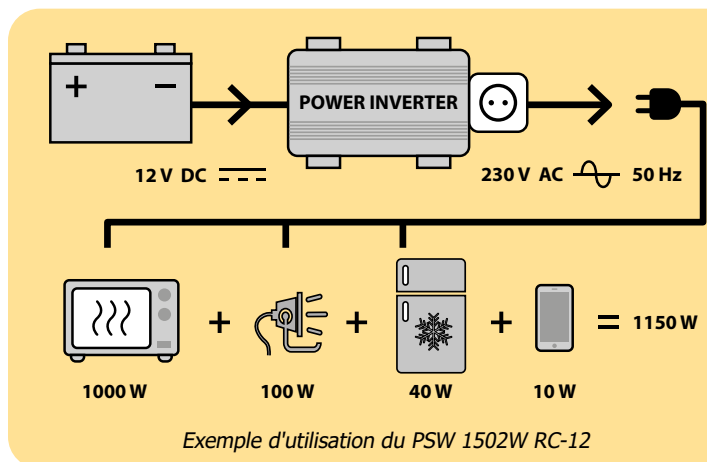 + −
POWER INVERTER
12 V DC
230 V AC 50 Hz
+ + + = 1150 W
1000 W 100 W 40 W 10 W
Exemple d'utilisation du PSW 1502W RC-12